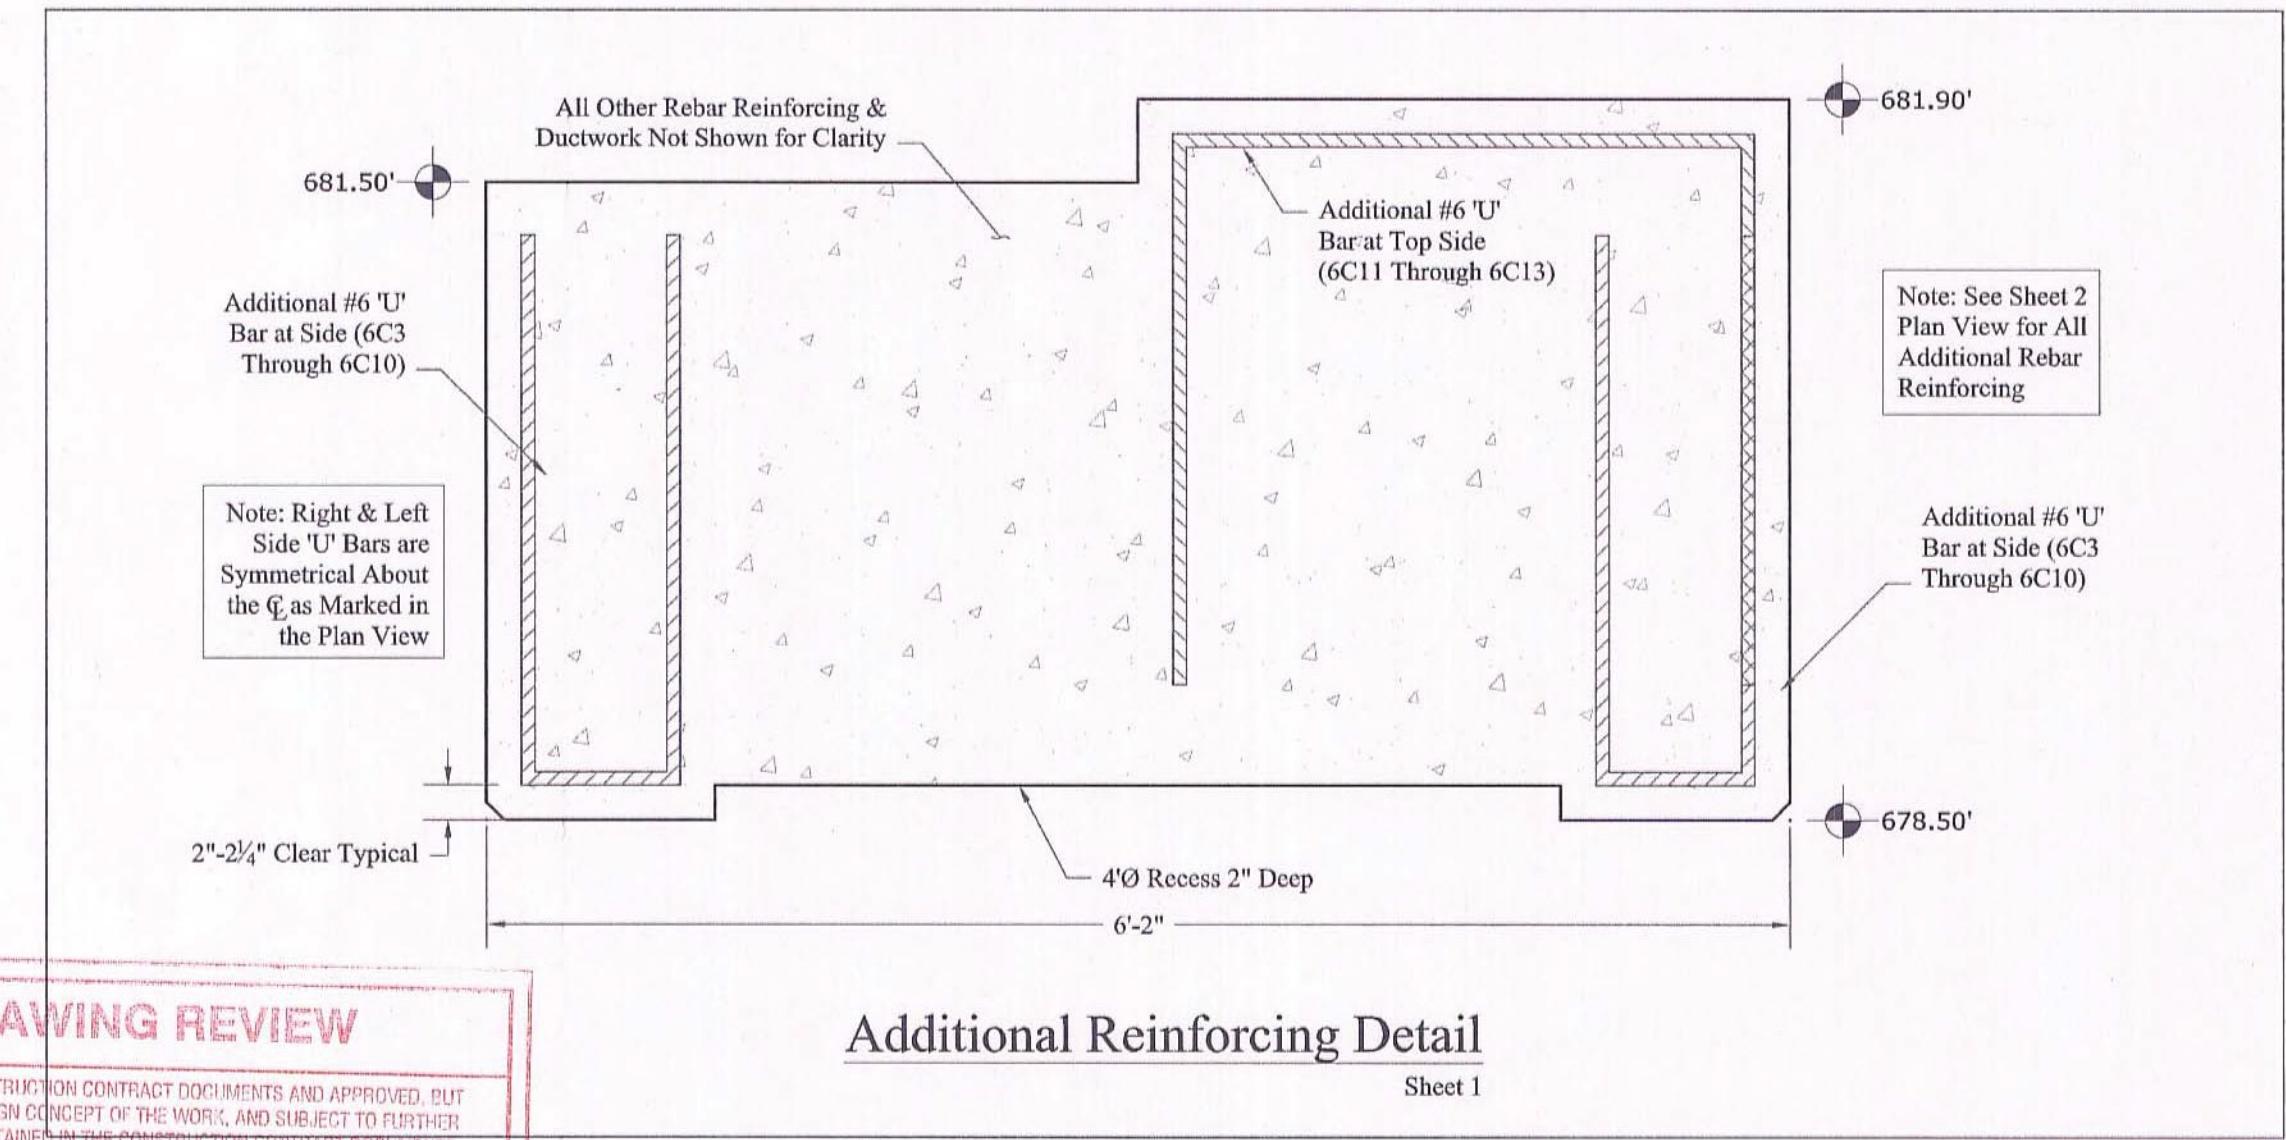 All Other Rebar Reinforcing &
Ductwork Not Shown for Clarity
681.90'
681.50'
Additional #6 'U'
Bar at Top Side
(6C11 Through 6C13)
Additional #6 'U'
Bar at Side (6C3
Through 6C10)
Note: See Sheet 2
Plan View for All
Additional Rebar
Reinforcing
Note: Right & Left
Side 'U' Bars are
Symmetrical About
the ℄ as Marked in
the Plan View
Additional #6 'U'
Bar at Side (6C3
Through 6C10)
678.50'
2"-2¼" Clear Typical
4'Ø Recess 2" Deep
6'-2"
Additional Reinforcing Detail
Sheet 1
AWING REVIEW
RUCTION CONTRACT DOCUMENTS AND APPROVED, BUT
GN CONCEPT OF THE WORK, AND SUBJECT TO FURTHER